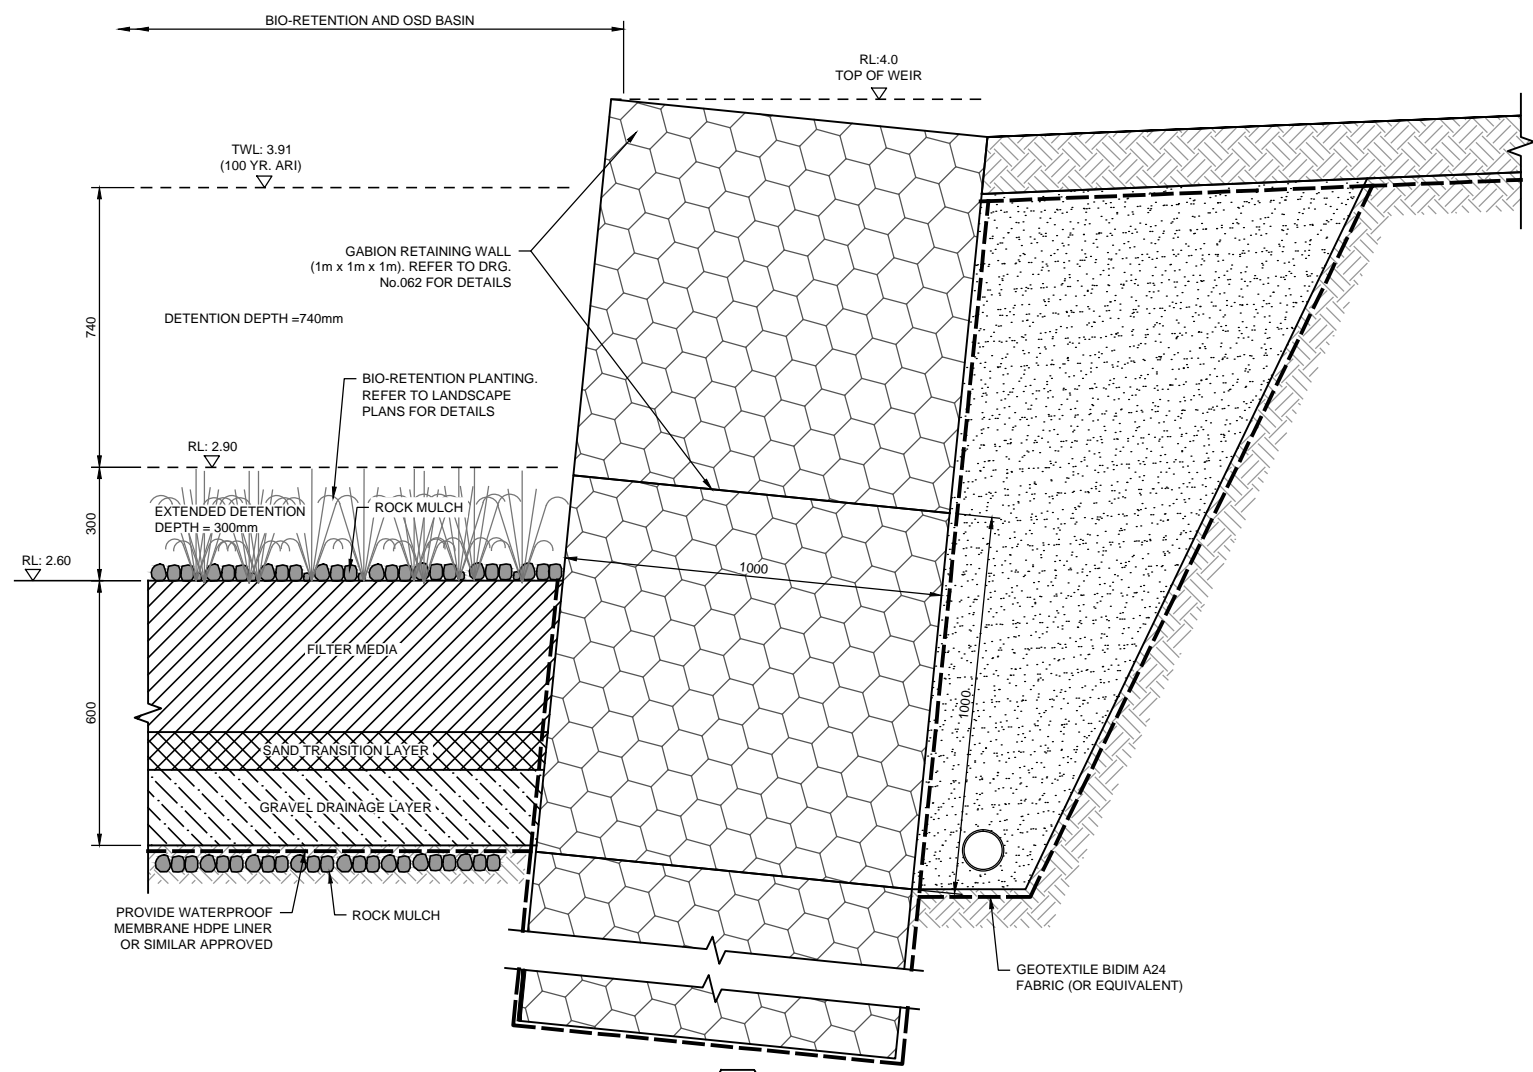 BIO-RETENTION AND OSD BASIN
RL:4.0
TOP OF WEIR
TWL: 3.91
(100 YR. ARI)
GABION RETAINING WALL
(1m x 1m x 1m). REFER TO DRG.
No.062 FOR DETAILS
740
DETENTION DEPTH =740mm
BIO-RETENTION PLANTING.
REFER TO LANDSCAPE
PLANS FOR DETAILS
RL: 2.90
ROCK MULCH
EXTENDED DETENTION
DEPTH = 300mm
300
RL: 2.60
1000
FILTER MEDIA
600
1000
SAND TRANSITION LAYER
GRAVEL DRAINAGE LAYER
PROVIDE WATERPROOF
MEMBRANE HDPE LINER
OR SIMILAR APPROVED
ROCK MULCH
GEOTEXTILE BIDIM A24
FABRIC (OR EQUIVALENT)